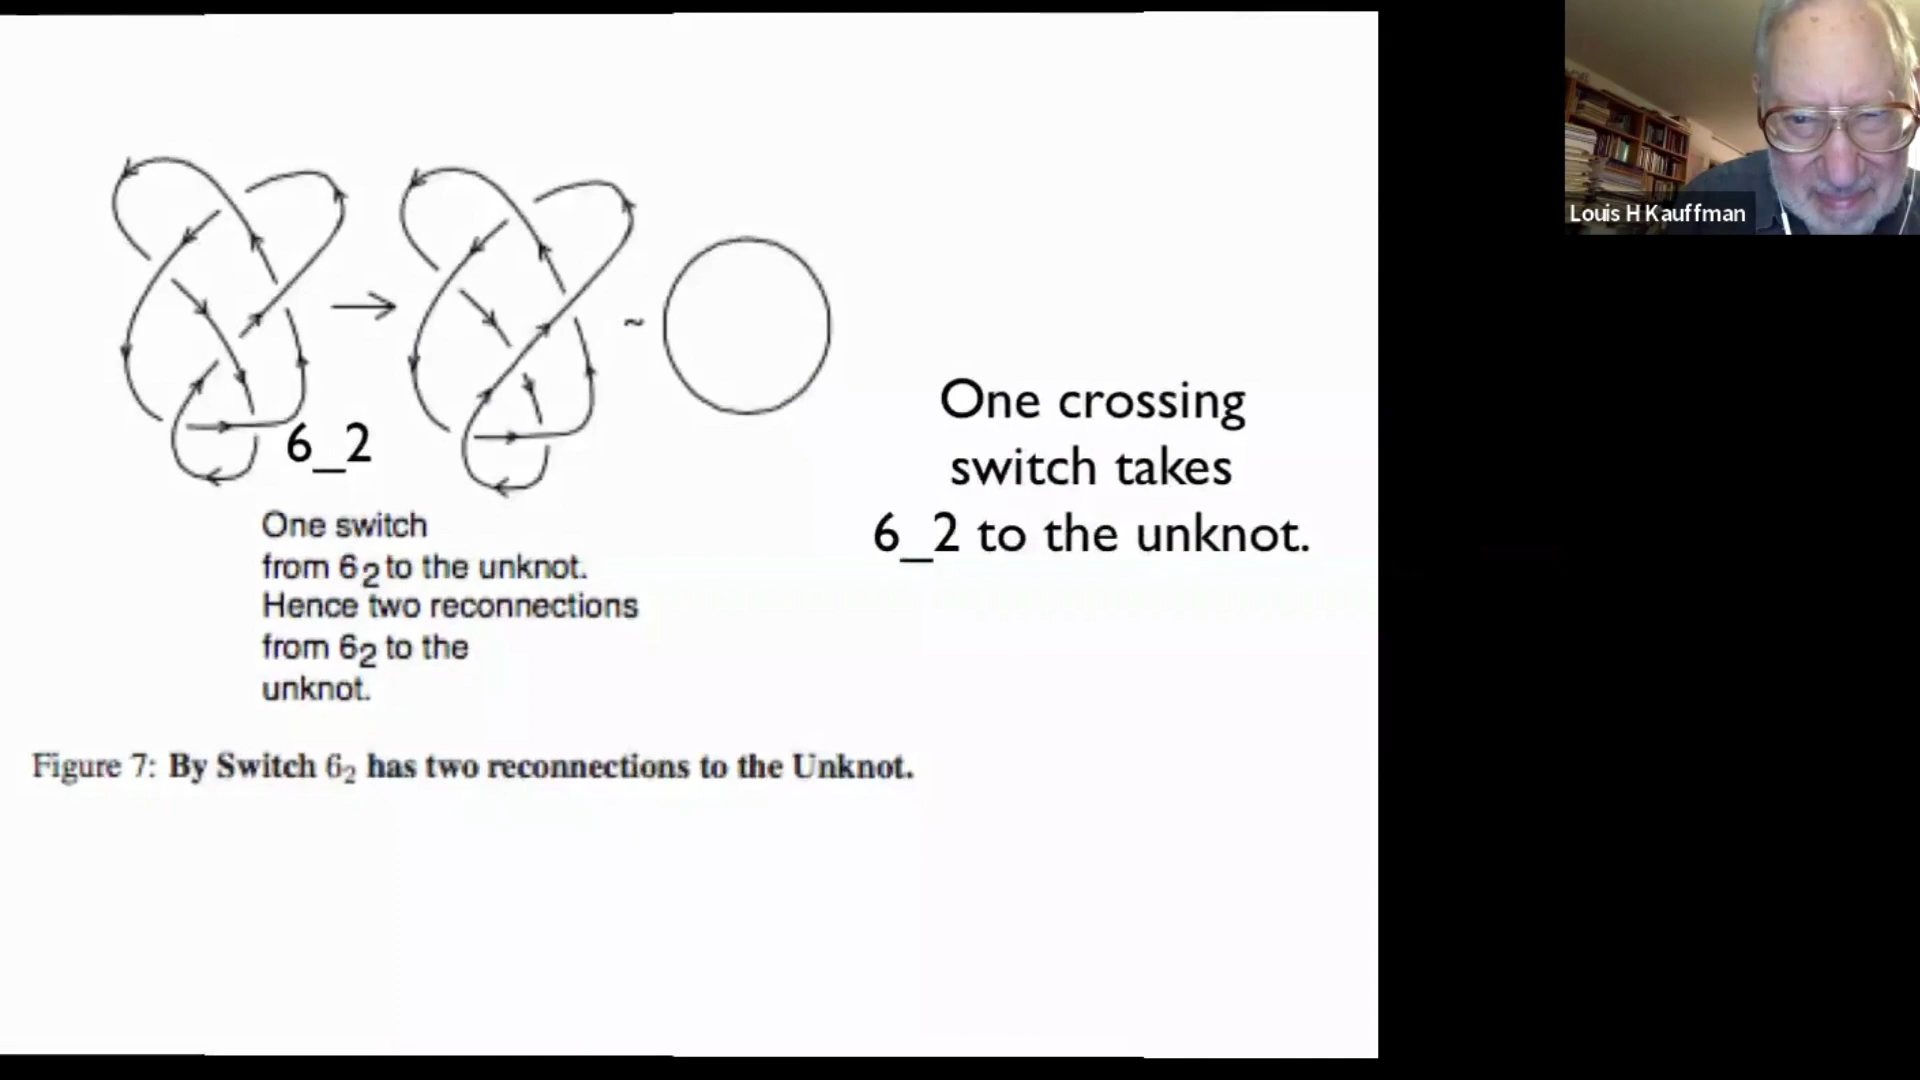 Louis H Kauffman
6_2
One crossing
switch takes
6_2 to the unknot.
One switch
from 6₂ to the unknot.
Hence two reconnections
from 6₂ to the
unknot.
~
Figure 7: By Switch 6₂ has two reconnections to the Unknot.